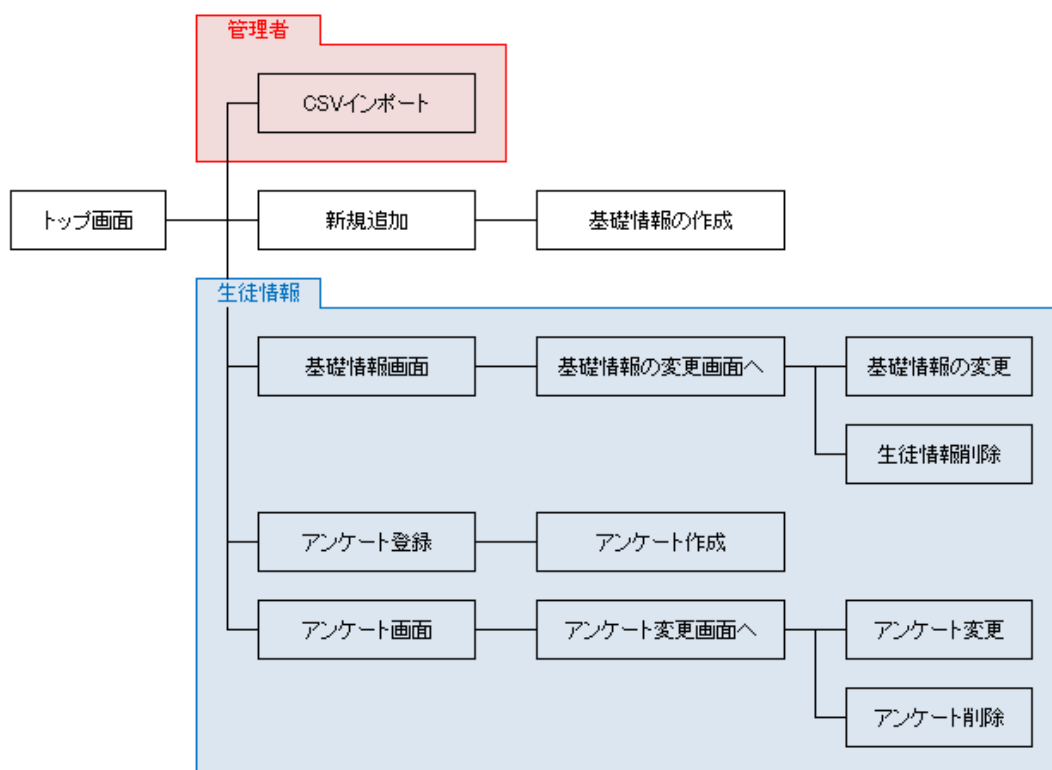 管理者
CSVインポート
トップ画面
新規追加
基礎情報の作成
生徒情報
基礎情報画面
基礎情報の変更画面へ
基礎情報の変更
生徒情報削除
アンケート登録
アンケート作成
アンケート画面
アンケート変更画面へ
アンケート変更
アンケート削除